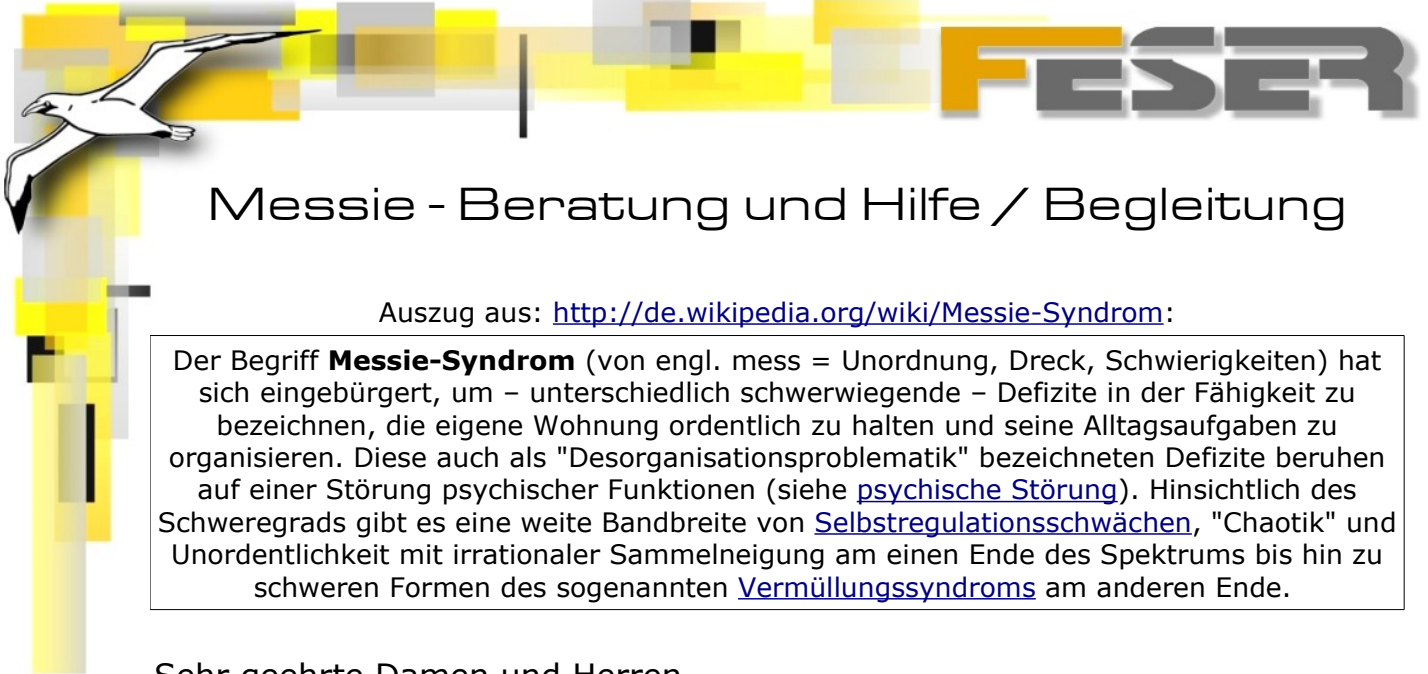 FESER
Messie - Beratung und Hilfe / Begleitung
Auszug aus: http://de.wikipedia.org/wiki/Messie-Syndrom:
Der Begriff Messie-Syndrom (von engl. mess = Unordnung, Dreck, Schwierigkeiten) hat
sich eingebürgert, um – unterschiedlich schwerwiegende – Defizite in der Fähigkeit zu
bezeichnen, die eigene Wohnung ordentlich zu halten und seine Alltagsaufgaben zu
organisieren. Diese auch als "Desorganisationsproblematik" bezeichneten Defizite beruhen
auf einer Störung psychischer Funktionen (siehe psychische Störung). Hinsichtlich des
Schweregrads gibt es eine weite Bandbreite von Selbstregulationsschwächen, "Chaotik" und
Unordentlichkeit mit irrationaler Sammelneigung am einen Ende des Spektrums bis hin zu
schweren Formen des sogenannten Vermüllungssyndroms am anderen Ende.
Sehr geehrte Damen und Herren